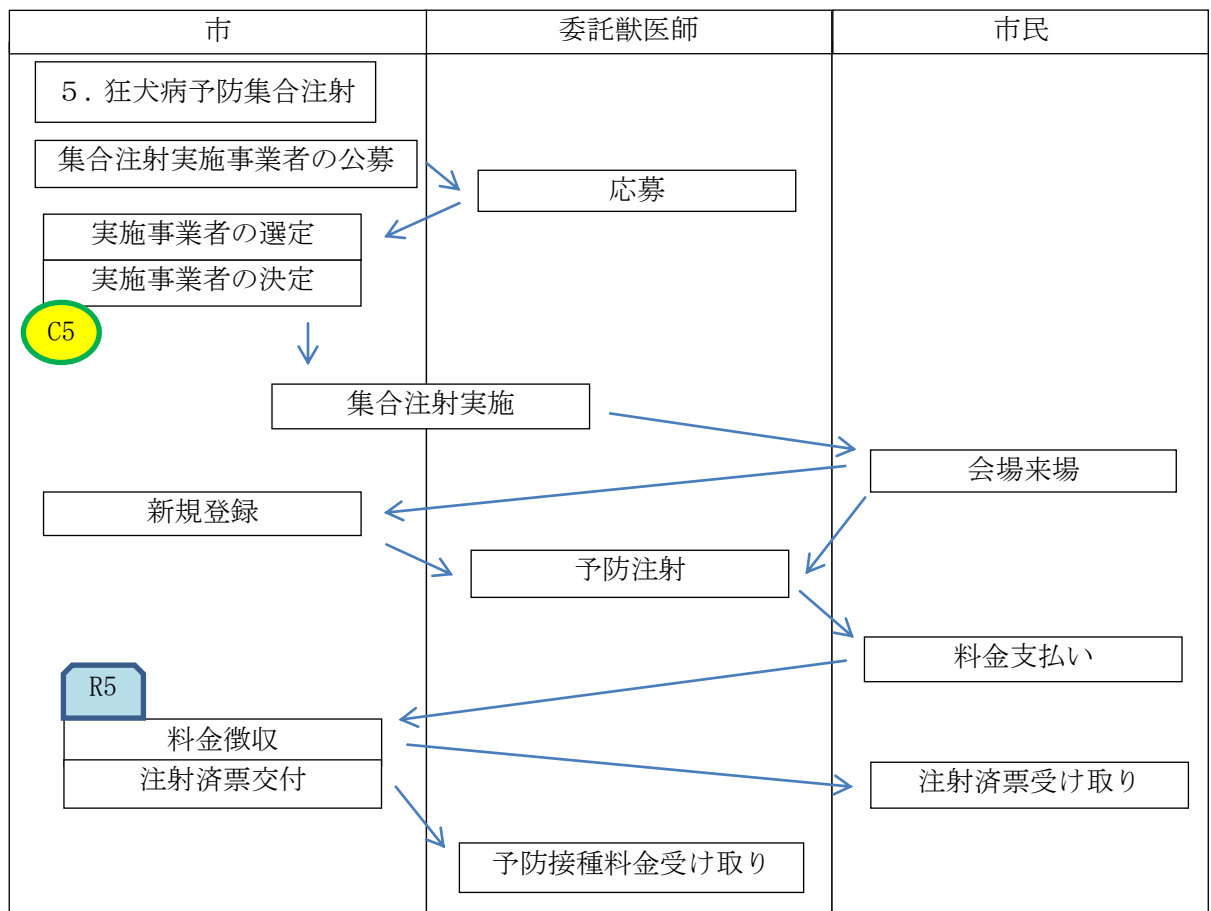 市
委託獣医師
市民
５．狂犬病予防集合注射
集合注射実施事業者の公募
応募
実施事業者の選定
実施事業者の決定
C5
集合注射実施
会場来場
新規登録
予防注射
料金支払い
R5
料金徴収
注射済票交付
注射済票受け取り
予防接種料金受け取り